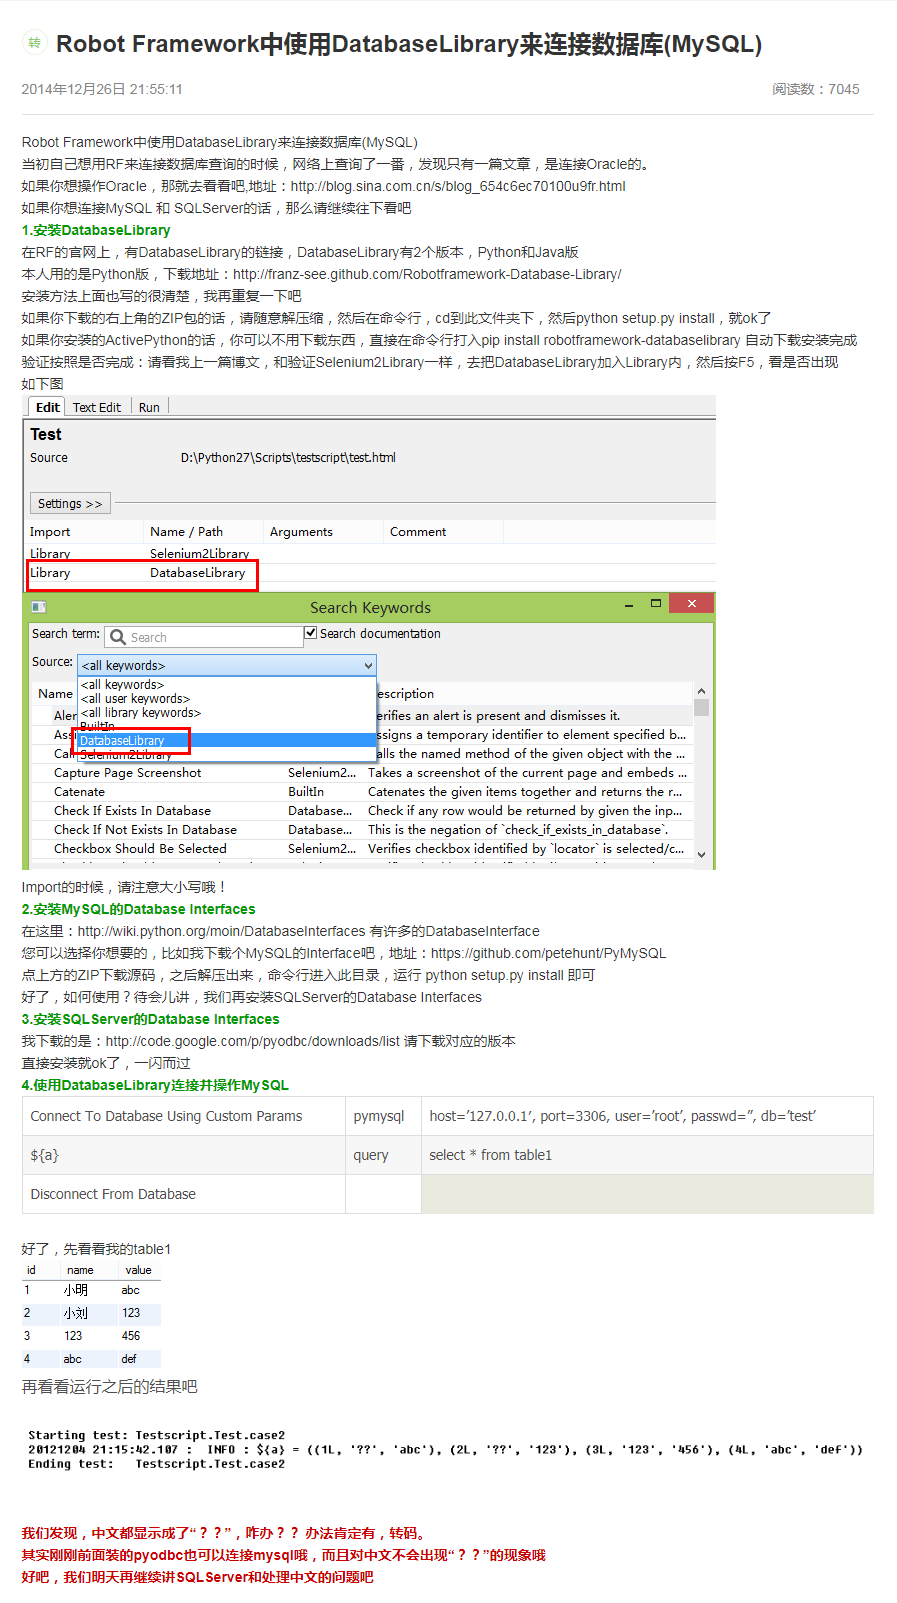 转 Robot Framework中使用DatabaseLibrary来连接数据库(MySQL)
2014年12月26日 21:55:11 阅读数：7045
Robot Framework中使用DatabaseLibrary来连接数据库(MySQL)
当初自己想用RF来连接数据库查询的时候，网络上查询了一番，发现只有一篇文章，是连接Oracle的。
如果你想操作Oracle，那就去看看吧,地址：http://blog.sina.com.cn/s/blog_654c6ec70100u9fr.html
如果你想连接MySQL 和 SQLServer的话，那么请继续往下看吧
1.安装DatabaseLibrary
在RF的官网上，有DatabaseLibrary的链接，DatabaseLibrary有2个版本，Python和Java版
本人用的是Python版，下载地址：http://franz-see.github.com/Robotframework-Database-Library/
安装方法上面也写的很清楚，我再重复一下吧
如果你下载的右上角的ZIP包的话，请随意解压缩，然后在命令行，cd到此文件夹下，然后python setup.py install，就ok了
如果你安装的ActivePython的话，你可以不用下载东西，直接在命令行打入pip install robotframework-databaselibrary 自动下载安装完成
验证按照是否完成：请看我上一篇博文，和验证Selenium2Library一样，去把DatabaseLibrary加入Library内，然后按F5，看是否出现
如下图
Edit Text Edit Run
Test
Source D:\Python27\Scripts\testscript\test.html
Settings >>
Import Name / Path Arguments Comment
Library Selenium2Library
Library DatabaseLibrary
Search Keywords
Search term: Search Search documentation
Source: <all keywords>
<all keywords>
<all user keywords>
<all library keywords>
BuiltIn
DatabaseLibrary
Selenium2Library
Name escription
Aler erifies an alert is present and dismisses it.
Ass ssigns a temporary identifier to element specified b...
Cal alls the named method of the given object with the ...
Capture Page Screenshot Selenium2... Takes a screenshot of the current page and embeds ...
Catenate BuiltIn Catenates the given items together and returns the r...
Check If Exists In Database Database... Check if any row would be returned by given the inp...
Check If Not Exists In Database Database... This is the negation of `check_if_exists_in_database`.
Checkbox Should Be Selected Selenium2... Verifies checkbox identified by `locator` is selected/c...
Import的时候，请注意大小写哦！
2.安装MySQL的Database Interfaces
在这里：http://wiki.python.org/moin/DatabaseInterfaces 有许多的DatabaseInterface
您可以选择你想要的，比如我下载个MySQL的Interface吧，地址：https://github.com/petehunt/PyMySQL
点上方的ZIP下载源码，之后解压出来，命令行进入此目录，运行 python setup.py install 即可
好了，如何使用？待会儿讲，我们再安装SQLServer的Database Interfaces
3.安装SQLServer的Database Interfaces
我下载的是：http://code.google.com/p/pyodbc/downloads/list 请下载对应的版本
直接安装就ok了，一闪而过
4.使用DatabaseLibrary连接并操作MySQL
Connect To Database Using Custom Params pymysql host=’127.0.0.1′, port=3306, user=’root’, passwd=”, db=’test’
${a} query select * from table1
Disconnect From Database
好了，先看看我的table1
id name value
1 小明 abc
2 小刘 123
3 123 456
4 abc def
再看看运行之后的结果吧
Starting test: Testscript.Test.case2
20121204 21:15:42.107 : INFO : ${a} = ((1L, '??', 'abc'), (2L, '??', '123'), (3L, '123', '456'), (4L, 'abc', 'def'))
Ending test: Testscript.Test.case2
我们发现，中文都显示成了“？？”，咋办？？ 办法肯定有，转码。
其实刚刚前面装的pyodbc也可以连接mysql哦，而且对中文不会出现“？？”的现象哦
好吧，我们明天再继续讲SQLServer和处理中文的问题吧